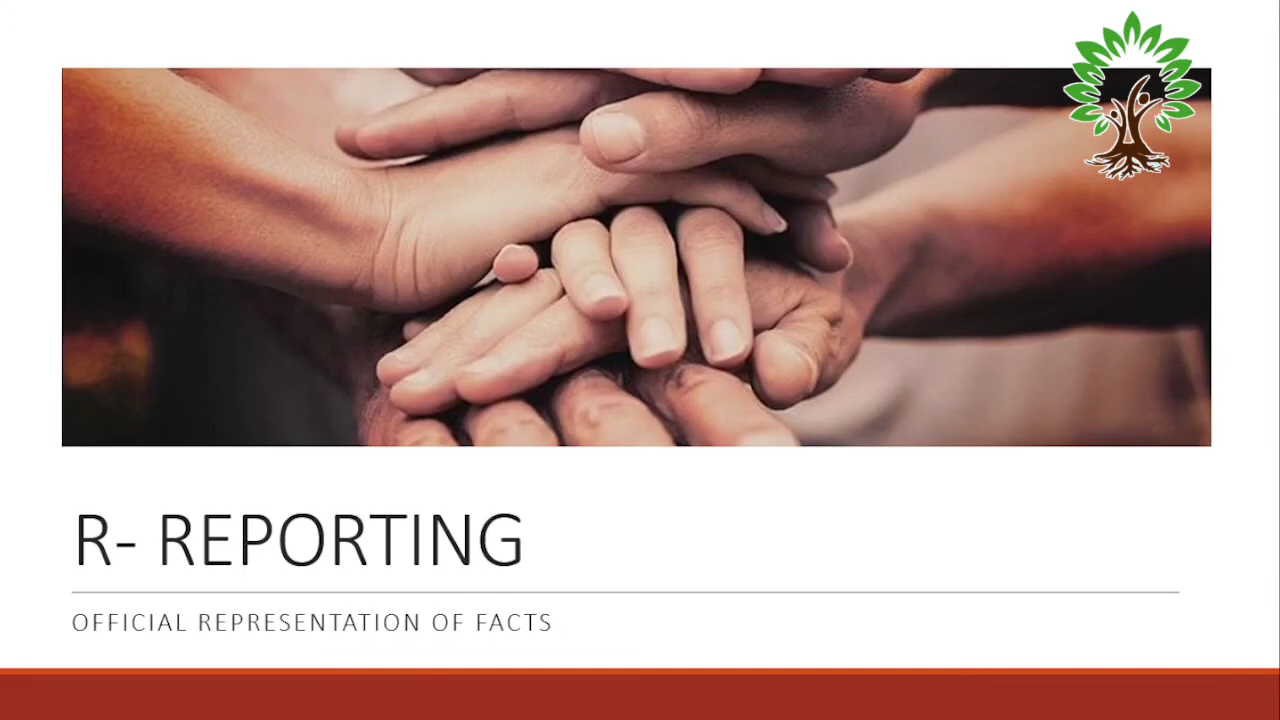 R- REPORTING
OFFICIAL REPRESENTATION OF FACTS